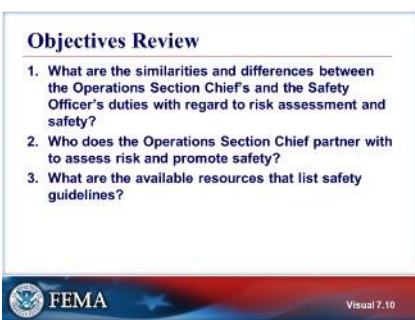 Objectives Review
1. What are the similarities and differences between
the Operations Section Chief's and the Safety
Officer's duties with regard to risk assessment and
safety?
2. Who does the Operations Section Chief partner with
to assess risk and promote safety?
3. What are the available resources that list safety
guidelines?
FEMA
Visual 7.10